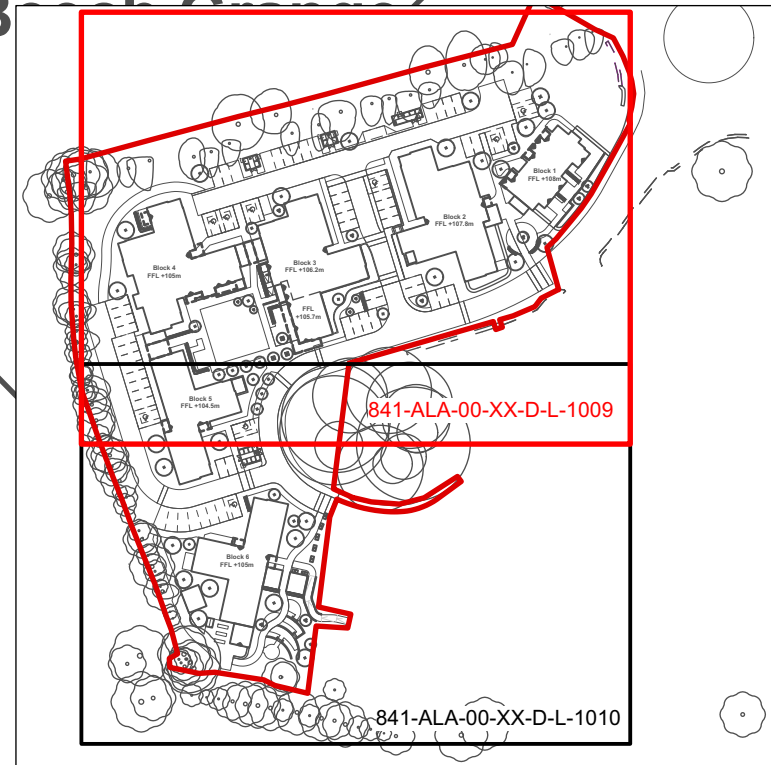 Block 1
FFL +108m
Block 2
FFL +107.8m
Block 3
FFL +106.2m
Block 4
FFL +105m
FFL
+105.7m
Block 5
FFL +104.5m
841-ALA-00-XX-D-L-1009
Block 6
FFL +105m
841-ALA-00-XX-D-L-1010